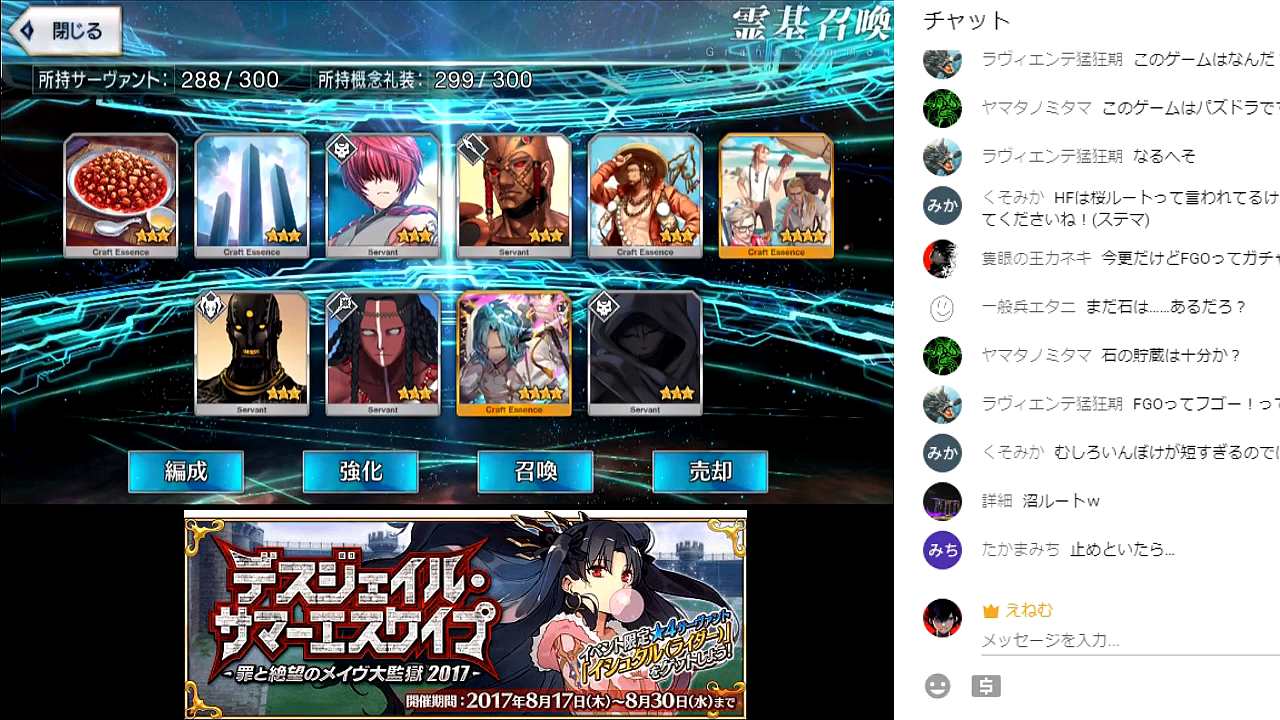 閉じる
霊基召喚
Grand Summon
所持サーヴァント: 288 / 300
所持概念礼装: 299 / 300
Craft Essence
Craft Essence
Servant
Servant
Craft Essence
Craft Essence
Servant
Servant
Craft Essence
Servant
編成
強化
召喚
売却
デスジェイル・
サマーエスケイプ
-罪と絶望のメイヴ大監獄 2017-
イベント限定★4サーヴァント
「イシュタル(ライダー)」
をゲットしよう!
開催期間:2017年8月17日(木)~8月30日(水)まで
チャット
ラヴィエンテ猛狂期 このゲームはなんだ
ヤマタノミタマ このゲームはパズドラで
ラヴィエンテ猛狂期 なるへそ
みか
くそみか HFは桜ルートって言われてるけ
てくださいね!(ステマ)
隻眼の王カネキ 今更だけどFGOってガチャ
一般兵エタニ まだ石は......あるだろ?
ヤマタノミタマ 石の貯蔵は十分か?
ラヴィエンテ猛狂期 FGOってフゴー!って
みか
くそみか むしろいんぼけが短すぎるので
詳細 沼ルートw
みち
たかまみち 止めといたら...
えねむ
メッセージを入力...